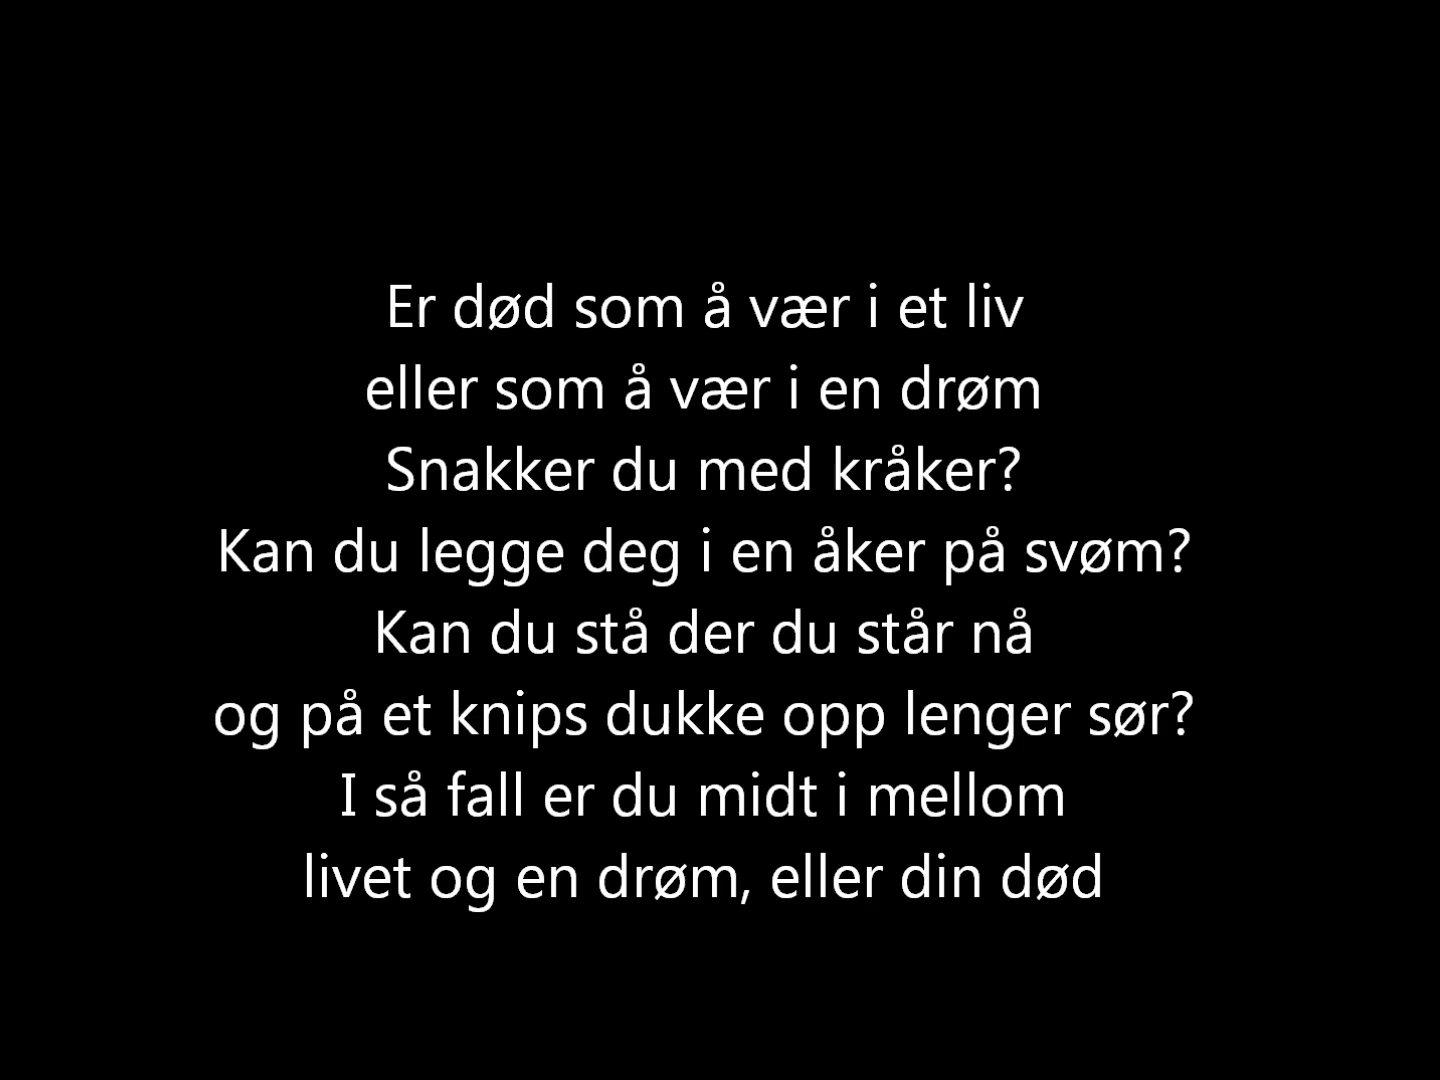 Er død som å vær i et liv
eller som å vær i en drøm
Snakker du med kråker?
Kan du legge deg i en åker på svøm?
Kan du stå der du står nå
og på et knips dukke opp lenger sør?
I så fall er du midt i mellom
livet og en drøm, eller din død